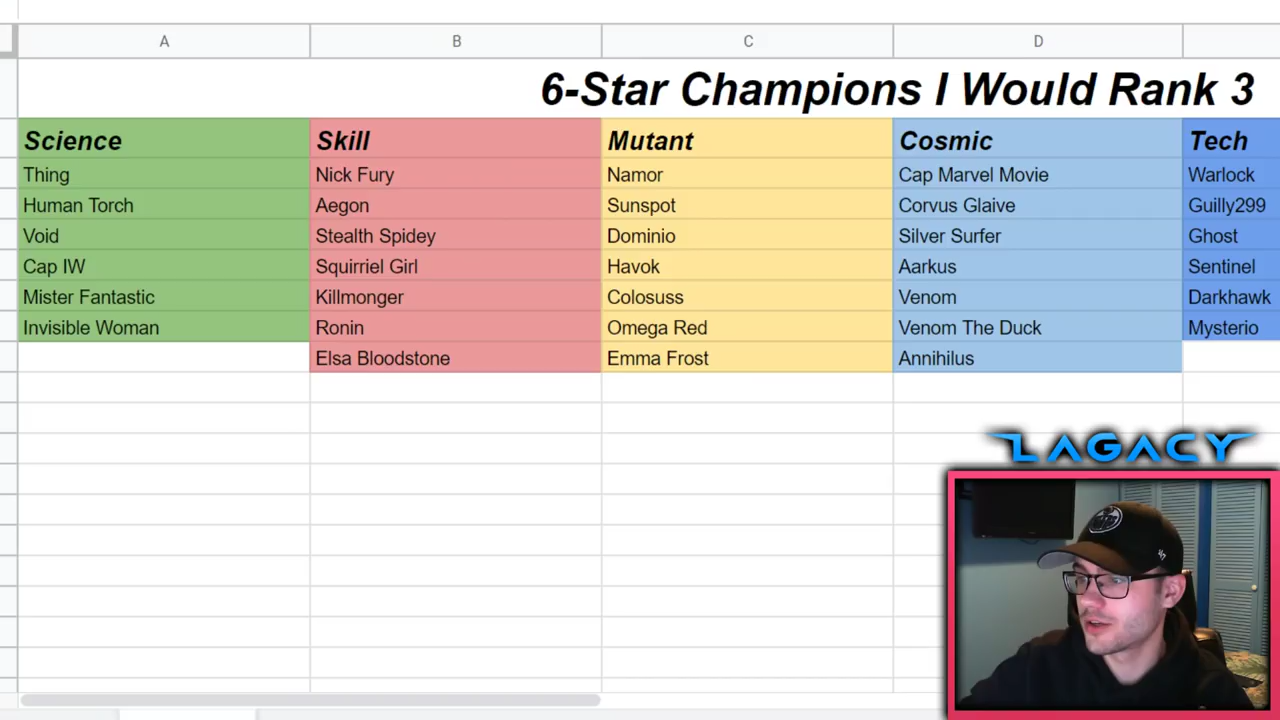 A B C D
6-Star Champions I Would Rank 3
Science Skill Mutant Cosmic Tech
Thing Nick Fury Namor Cap Marvel Movie Warlock
Human Torch Aegon Sunspot Corvus Glaive Guilly299
Void Stealth Spidey Dominio Silver Surfer Ghost
Cap IW Squirriel Girl Havok Aarkus Sentinel
Mister Fantastic Killmonger Colosuss Venom Darkhawk
Invisible Woman Ronin Omega Red Venom The Duck Mysterio
Elsa Bloodstone Emma Frost Annihilus
LAGACY
47